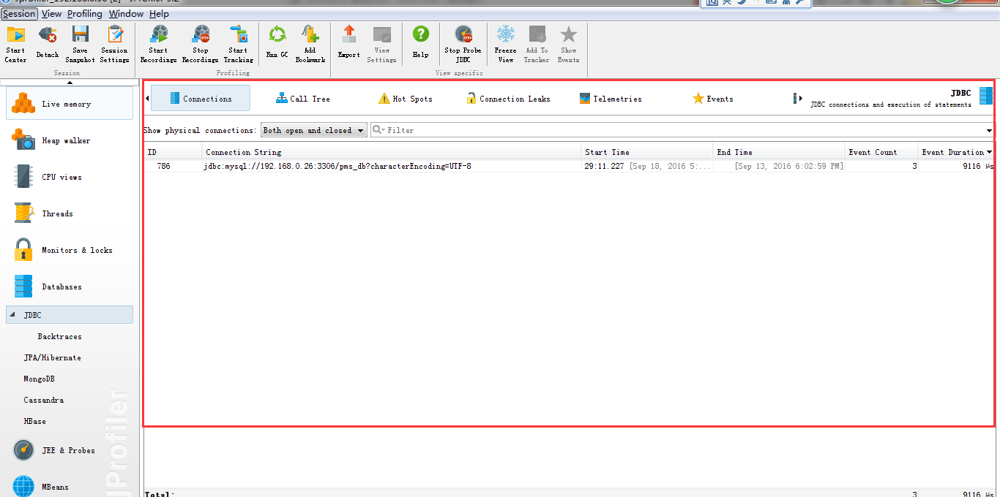 Session View Profiling Window Help
Start Center
Detach
Save Snapshot
Session Settings
Start Recordings
Stop Recordings
Start Tracking
Run GC
Add Bookmark
Export
View Settings
Help
Stop Probe JDBC
Freeze View
Add To Tracker
Show Events
Session
Profiling
View specific
Live memory
Heap walker
CPU views
Threads
Monitors & locks
Databases
JDBC
Backtraces
JPA/Hibernate
MongoDB
Cassandra
HBase
JEE & Probes
MBeans
JProfiler
Connections
Call Tree
Hot Spots
Connection Leaks
Telemetries
Events
JDBC
JDBC connections and execution of statements
Show physical connections: Both open and closed Filter
ID Connection String Start Time End Time Event Count Event Duration
786 jdbc:mysql://192.168.0.26:3306/pms_db?characterEncoding=UTF-8 29:11.227 [Sep 18, 2016 5:... [Sep 13, 2016 6:02:59 PM] 3 9116 μs
Total: 3 9116 μs